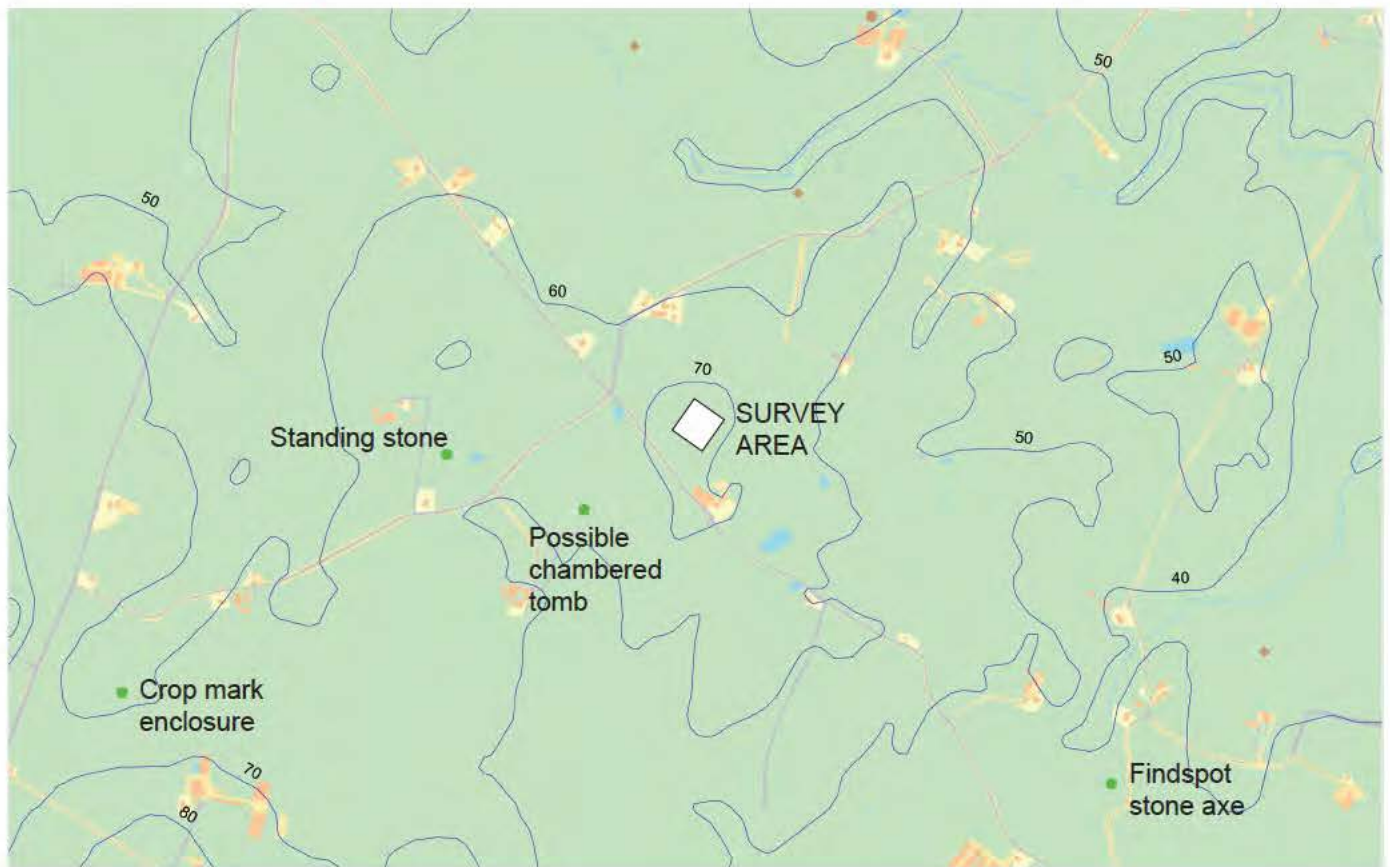 50
50
60
70
SURVEY
AREA
50
Standing stone
50
Possible
chambered
tomb
40
Crop mark
enclosure
70
80
Findspot
stone axe